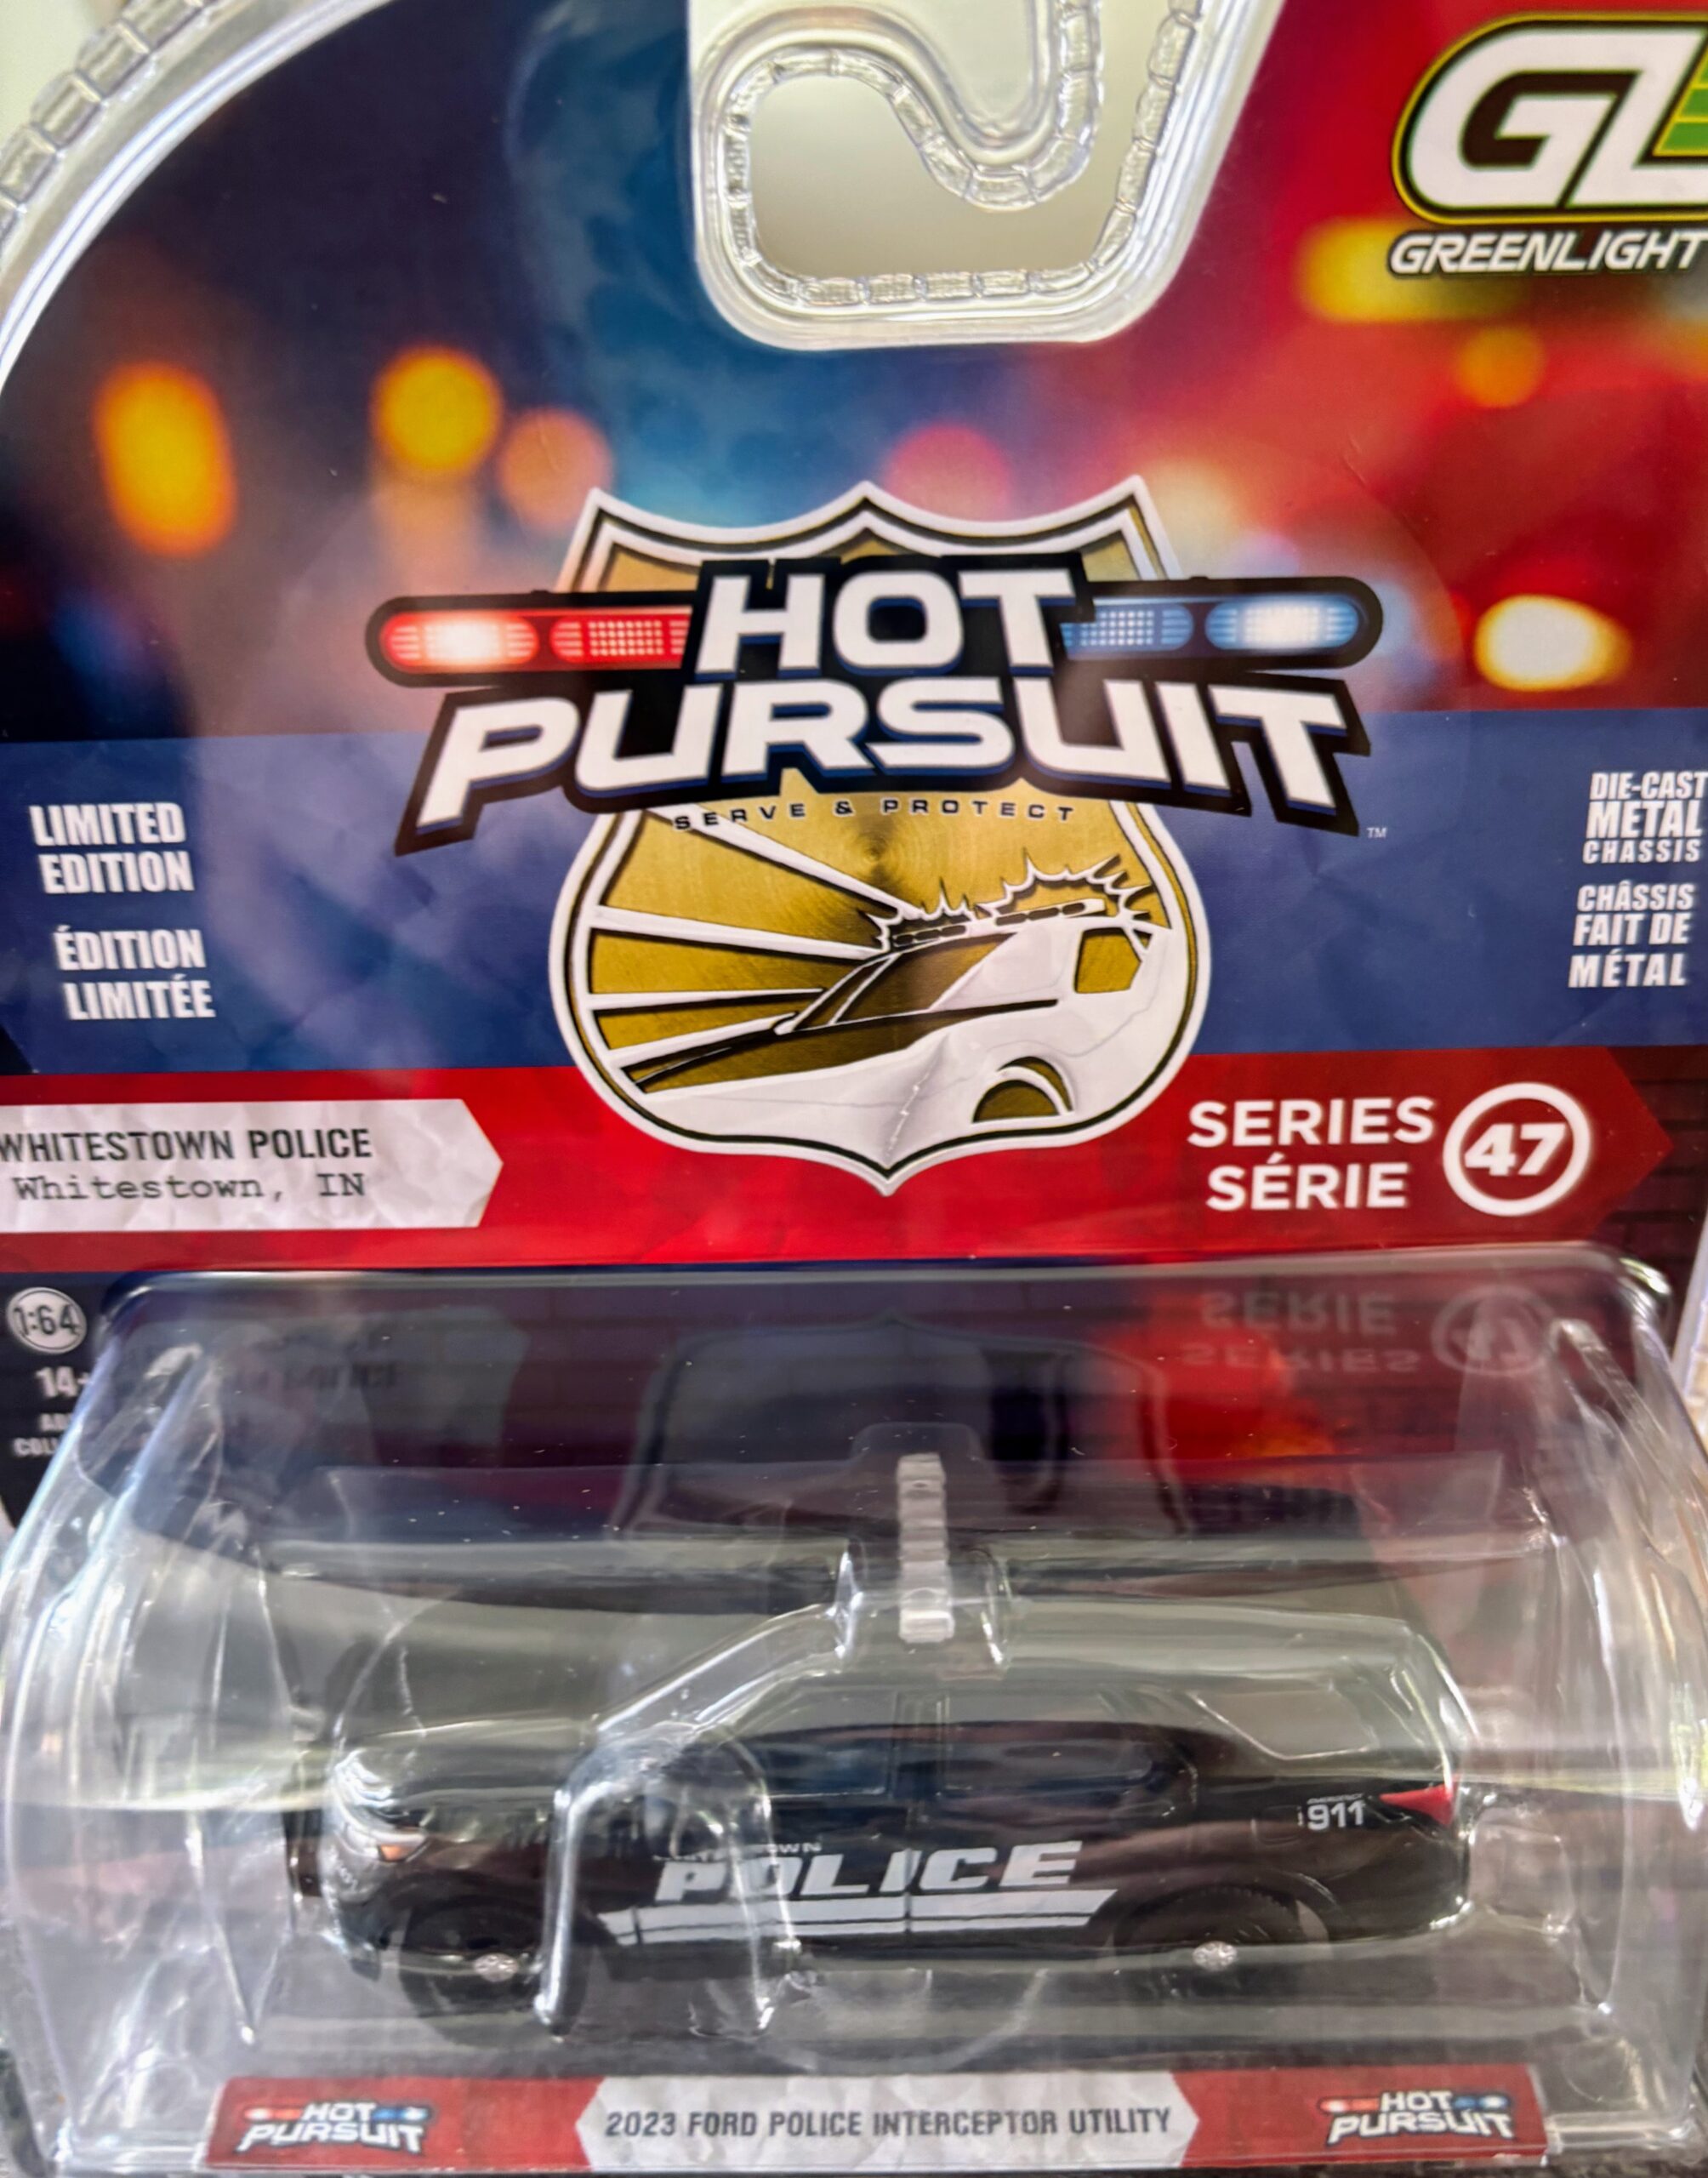 GL
GREENLIGHT
HOT
PURSUIT
SERVE & PROTECT
TM
LIMITED
EDITION
ÉDITION
LIMITÉE
DIE-CAST
METAL
CHASSIS
CHÂSSIS
FAIT DE
MÉTAL
WHITESTOWN POLICE
Whitestown, IN
SERIES
SÉRIE
47
1:64
14+
POLICE
911
HOT
PURSUIT
2023 FORD POLICE INTERCEPTOR UTILITY
HOT
PURSUIT